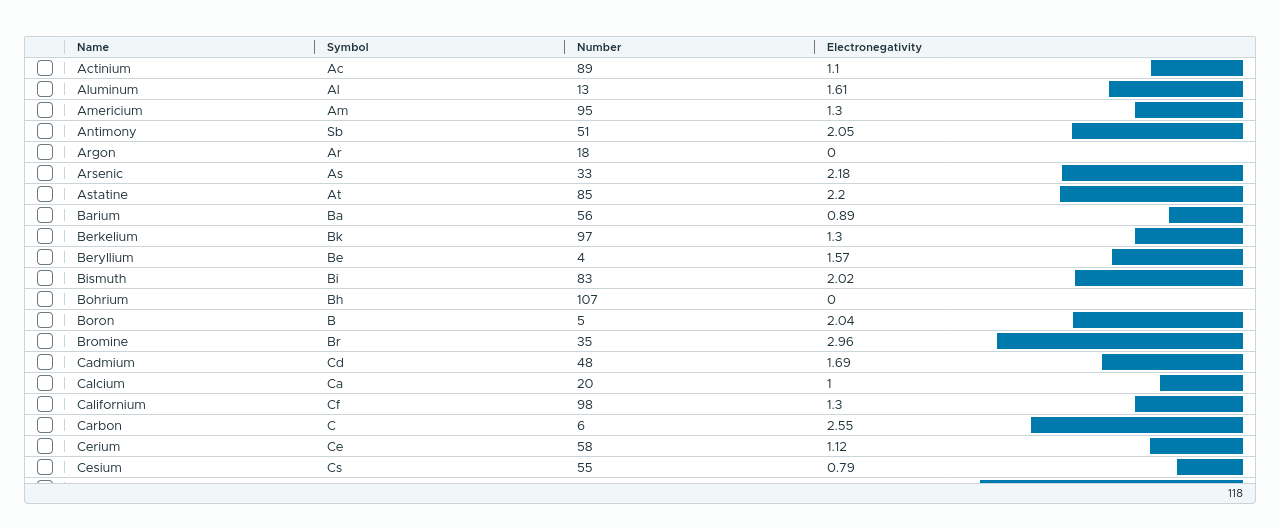 Name Symbol Number Electronegativity
Actinium Ac 89 1.1
Aluminum Al 13 1.61
Americium Am 95 1.3
Antimony Sb 51 2.05
Argon Ar 18 0
Arsenic As 33 2.18
Astatine At 85 2.2
Barium Ba 56 0.89
Berkelium Bk 97 1.3
Beryllium Be 4 1.57
Bismuth Bi 83 2.02
Bohrium Bh 107 0
Boron B 5 2.04
Bromine Br 35 2.96
Cadmium Cd 48 1.69
Calcium Ca 20 1
Californium Cf 98 1.3
Carbon C 6 2.55
Cerium Ce 58 1.12
Cesium Cs 55 0.79
118